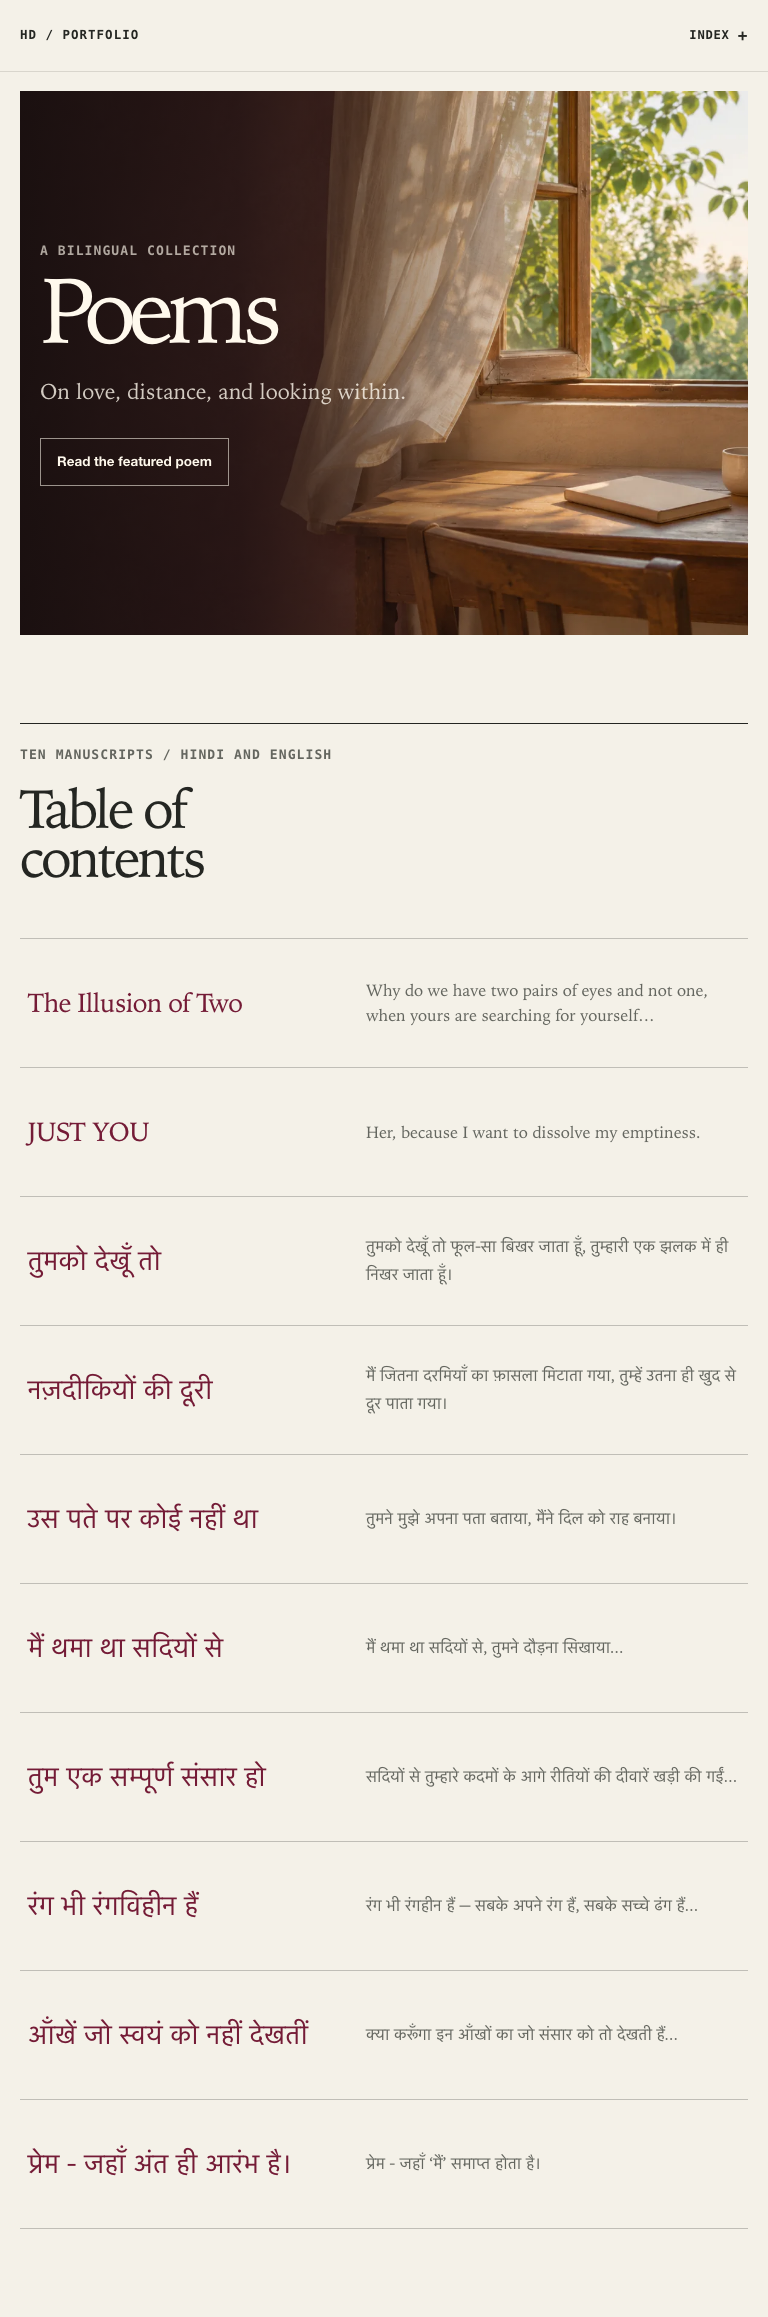 HD / PORTFOLIO
INDEX +
A BILINGUAL COLLECTION
Poems
On love, distance, and looking within.
Read the featured poem
TEN MANUSCRIPTS / HINDI AND ENGLISH
Table of
contents
The Illusion of Two
Why do we have two pairs of eyes and not one,
when yours are searching for yourself…
JUST YOU
Her, because I want to dissolve my emptiness.
तुमको देखूँ तो
तुमको देखूँ तो फूल-सा बिखर जाता हूँ, तुम्हारी एक झलक में ही
निखर जाता हूँ।
नज़दीकियों की दूरी
मैं जितना दरमियाँ का फ़ासला मिटाता गया, तुम्हें उतना ही खुद से
दूर पाता गया।
उस पते पर कोई नहीं था
तुमने मुझे अपना पता बताया, मैंने दिल को राह बनाया।
मैं थमा था सदियों से
मैं थमा था सदियों से, तुमने दौड़ना सिखाया…
तुम एक सम्पूर्ण संसार हो
सदियों से तुम्हारे कदमों के आगे रीतियों की दीवारें खड़ी की गईं…
रंग भी रंगविहीन हैं
रंग भी रंगहीन हैं — सबके अपने रंग हैं, सबके सच्चे ढंग हैं…
आँखें जो स्वयं को नहीं देखतीं
क्या करूँगा इन आँखों का जो संसार को तो देखती हैं…
प्रेम - जहाँ अंत ही आरंभ है।
प्रेम - जहाँ ‘मैं’ समाप्त होता है।